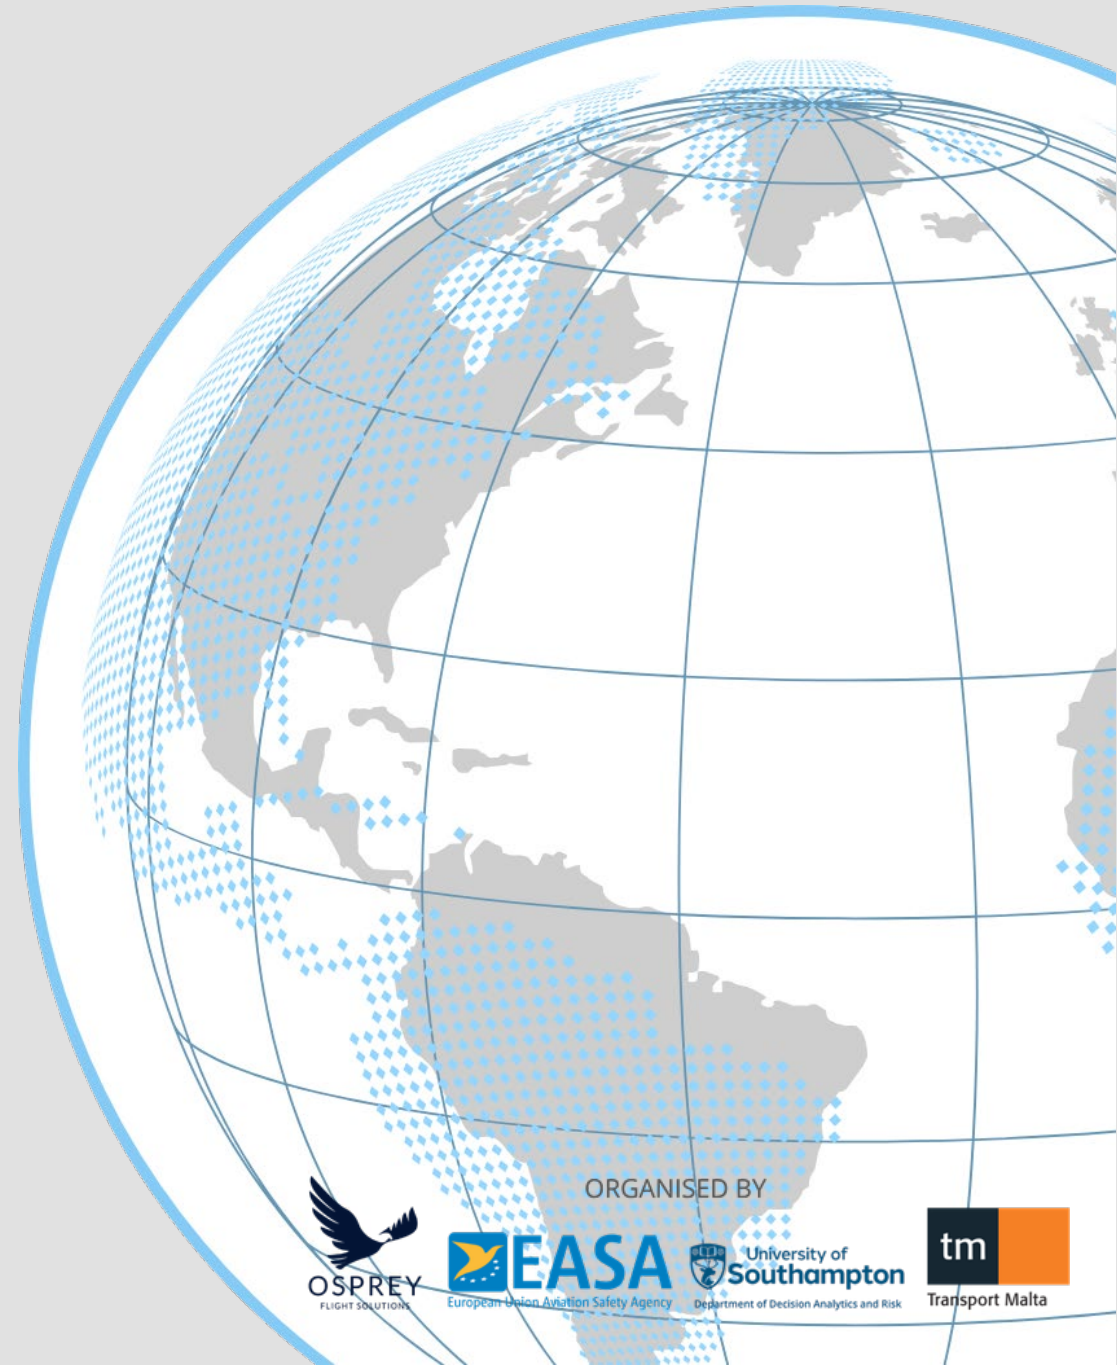 ORGANISED BY
OSPREY
FLIGHT SOLUTIONS
EASA
European Union Aviation Safety Agency
University of
Southampton
Department of Decision Analytics and Risk
tm
Transport Malta